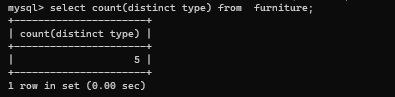 mysql> select count(distinct type) from  furniture;
+----------------------+
| count(distinct type) |
+----------------------+
|                    5 |
+----------------------+
1 row in set (0.00 sec)